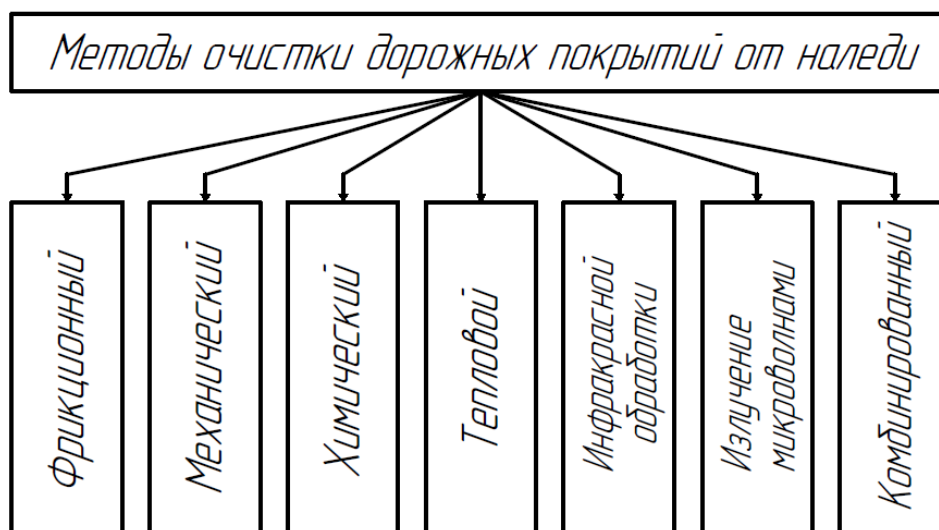 Методы очистки дорожных покрытий от наледи
Фрикционный
Механический
Химический
Тепловой
Инфракрасной
обработки
Излучение
микроволнами
Комбинированный